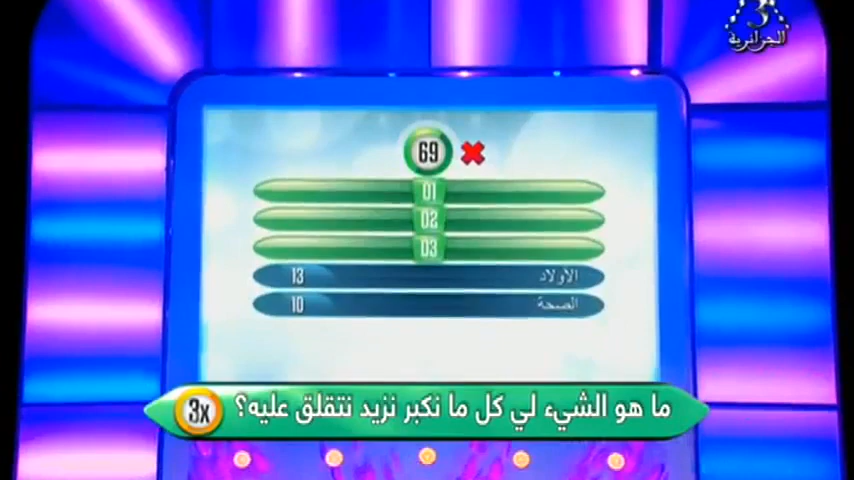 3
الجزائرية
69
01
02
03
الأولاد 13
الصحة 10
ما هو الشيء لي كل ما نكبر نزيد نتقلق عليه؟ 3x